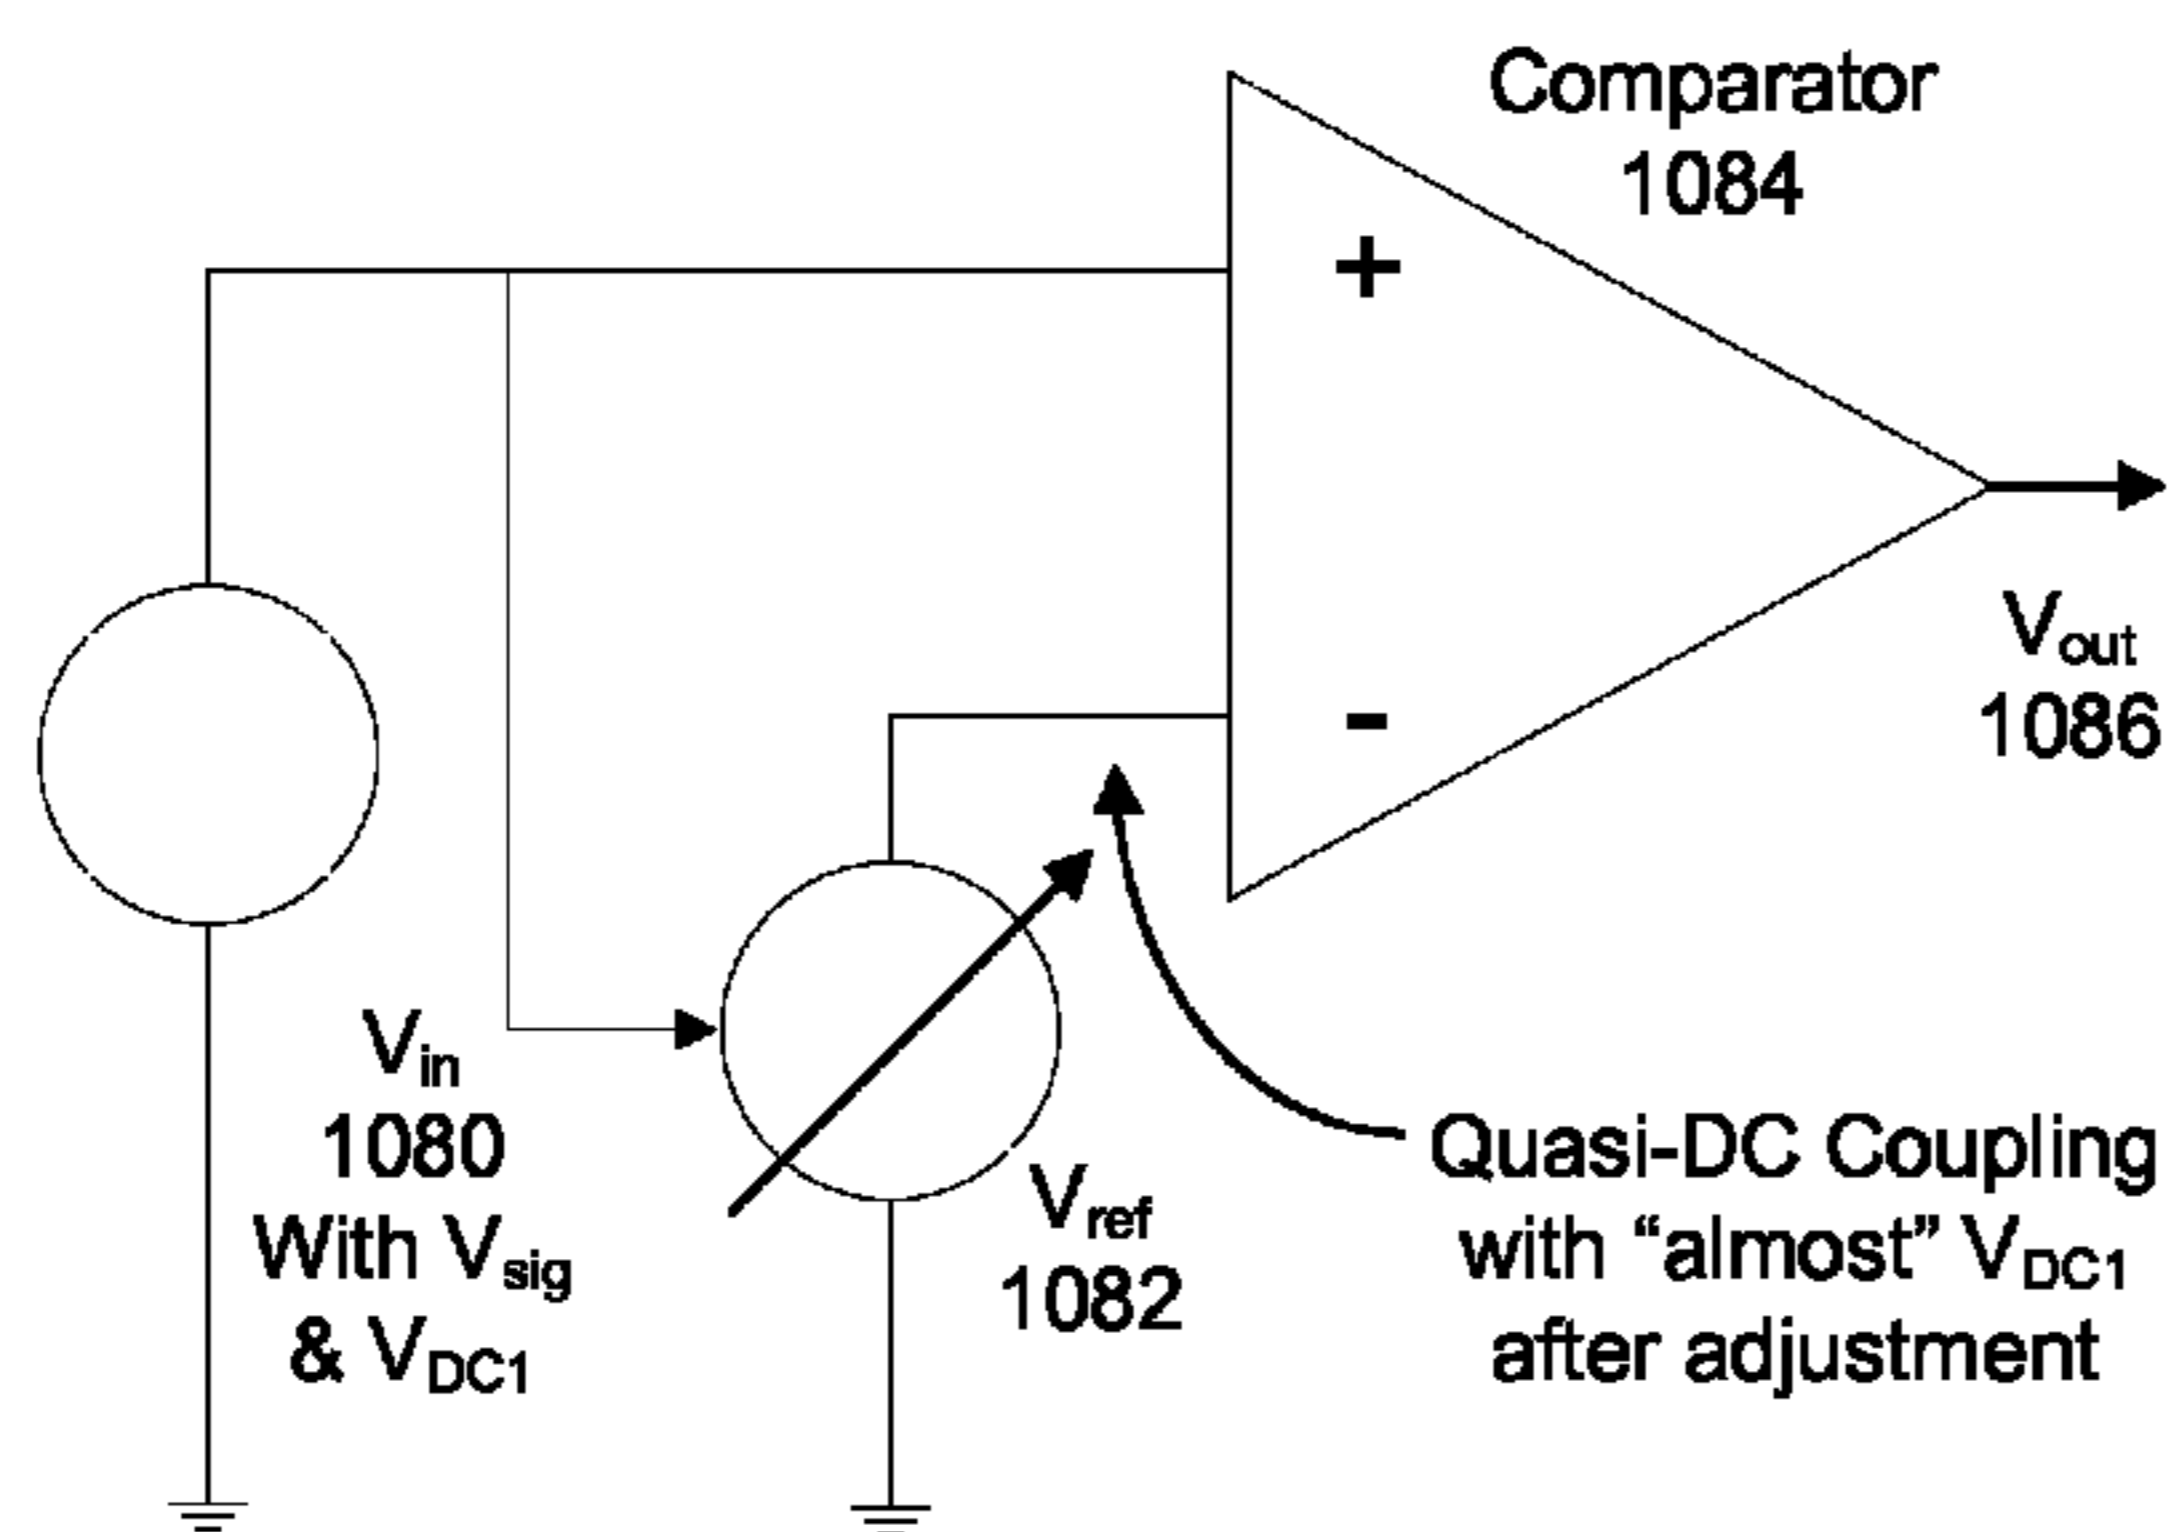 Comparator
1084
+
-
Vout
1086
Vin
1080
With Vsig
& VDC1
Vref
1082
Quasi-DC Coupling
with “almost” VDC1
after adjustment